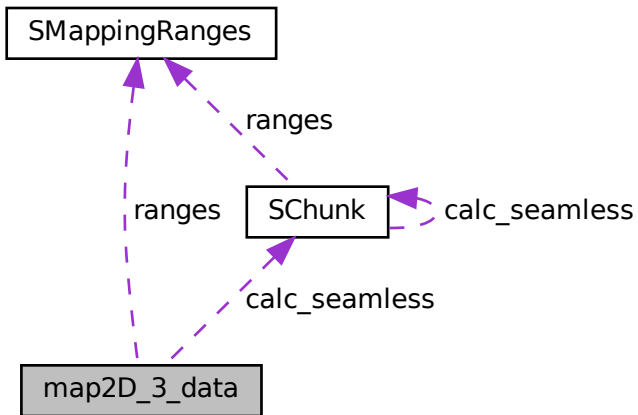 SMappingRanges
ranges
ranges
SChunk
calc_seamless
calc_seamless
map2D_3_data